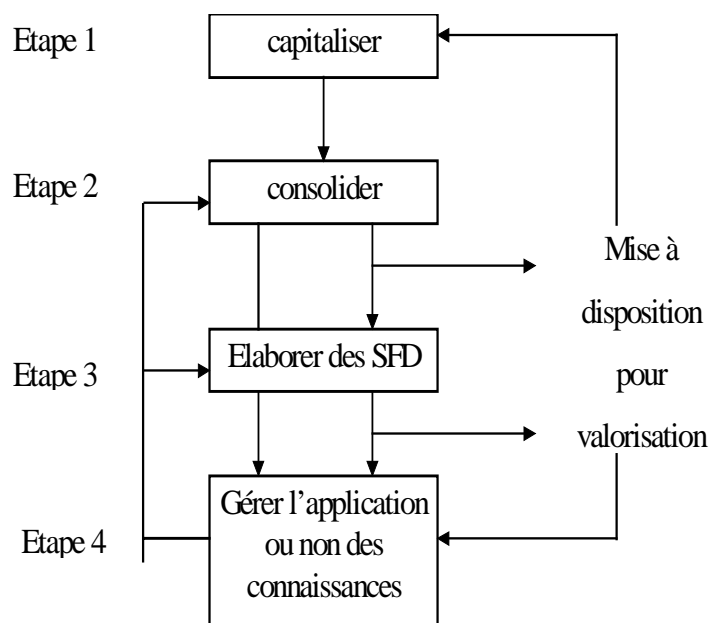 Etape 1
capitaliser
Etape 2
consolider
Mise à
disposition
pour
valorisation
Etape 3
Elaborer des SFD
Etape 4
Gérer l'application
ou non des
connaissances